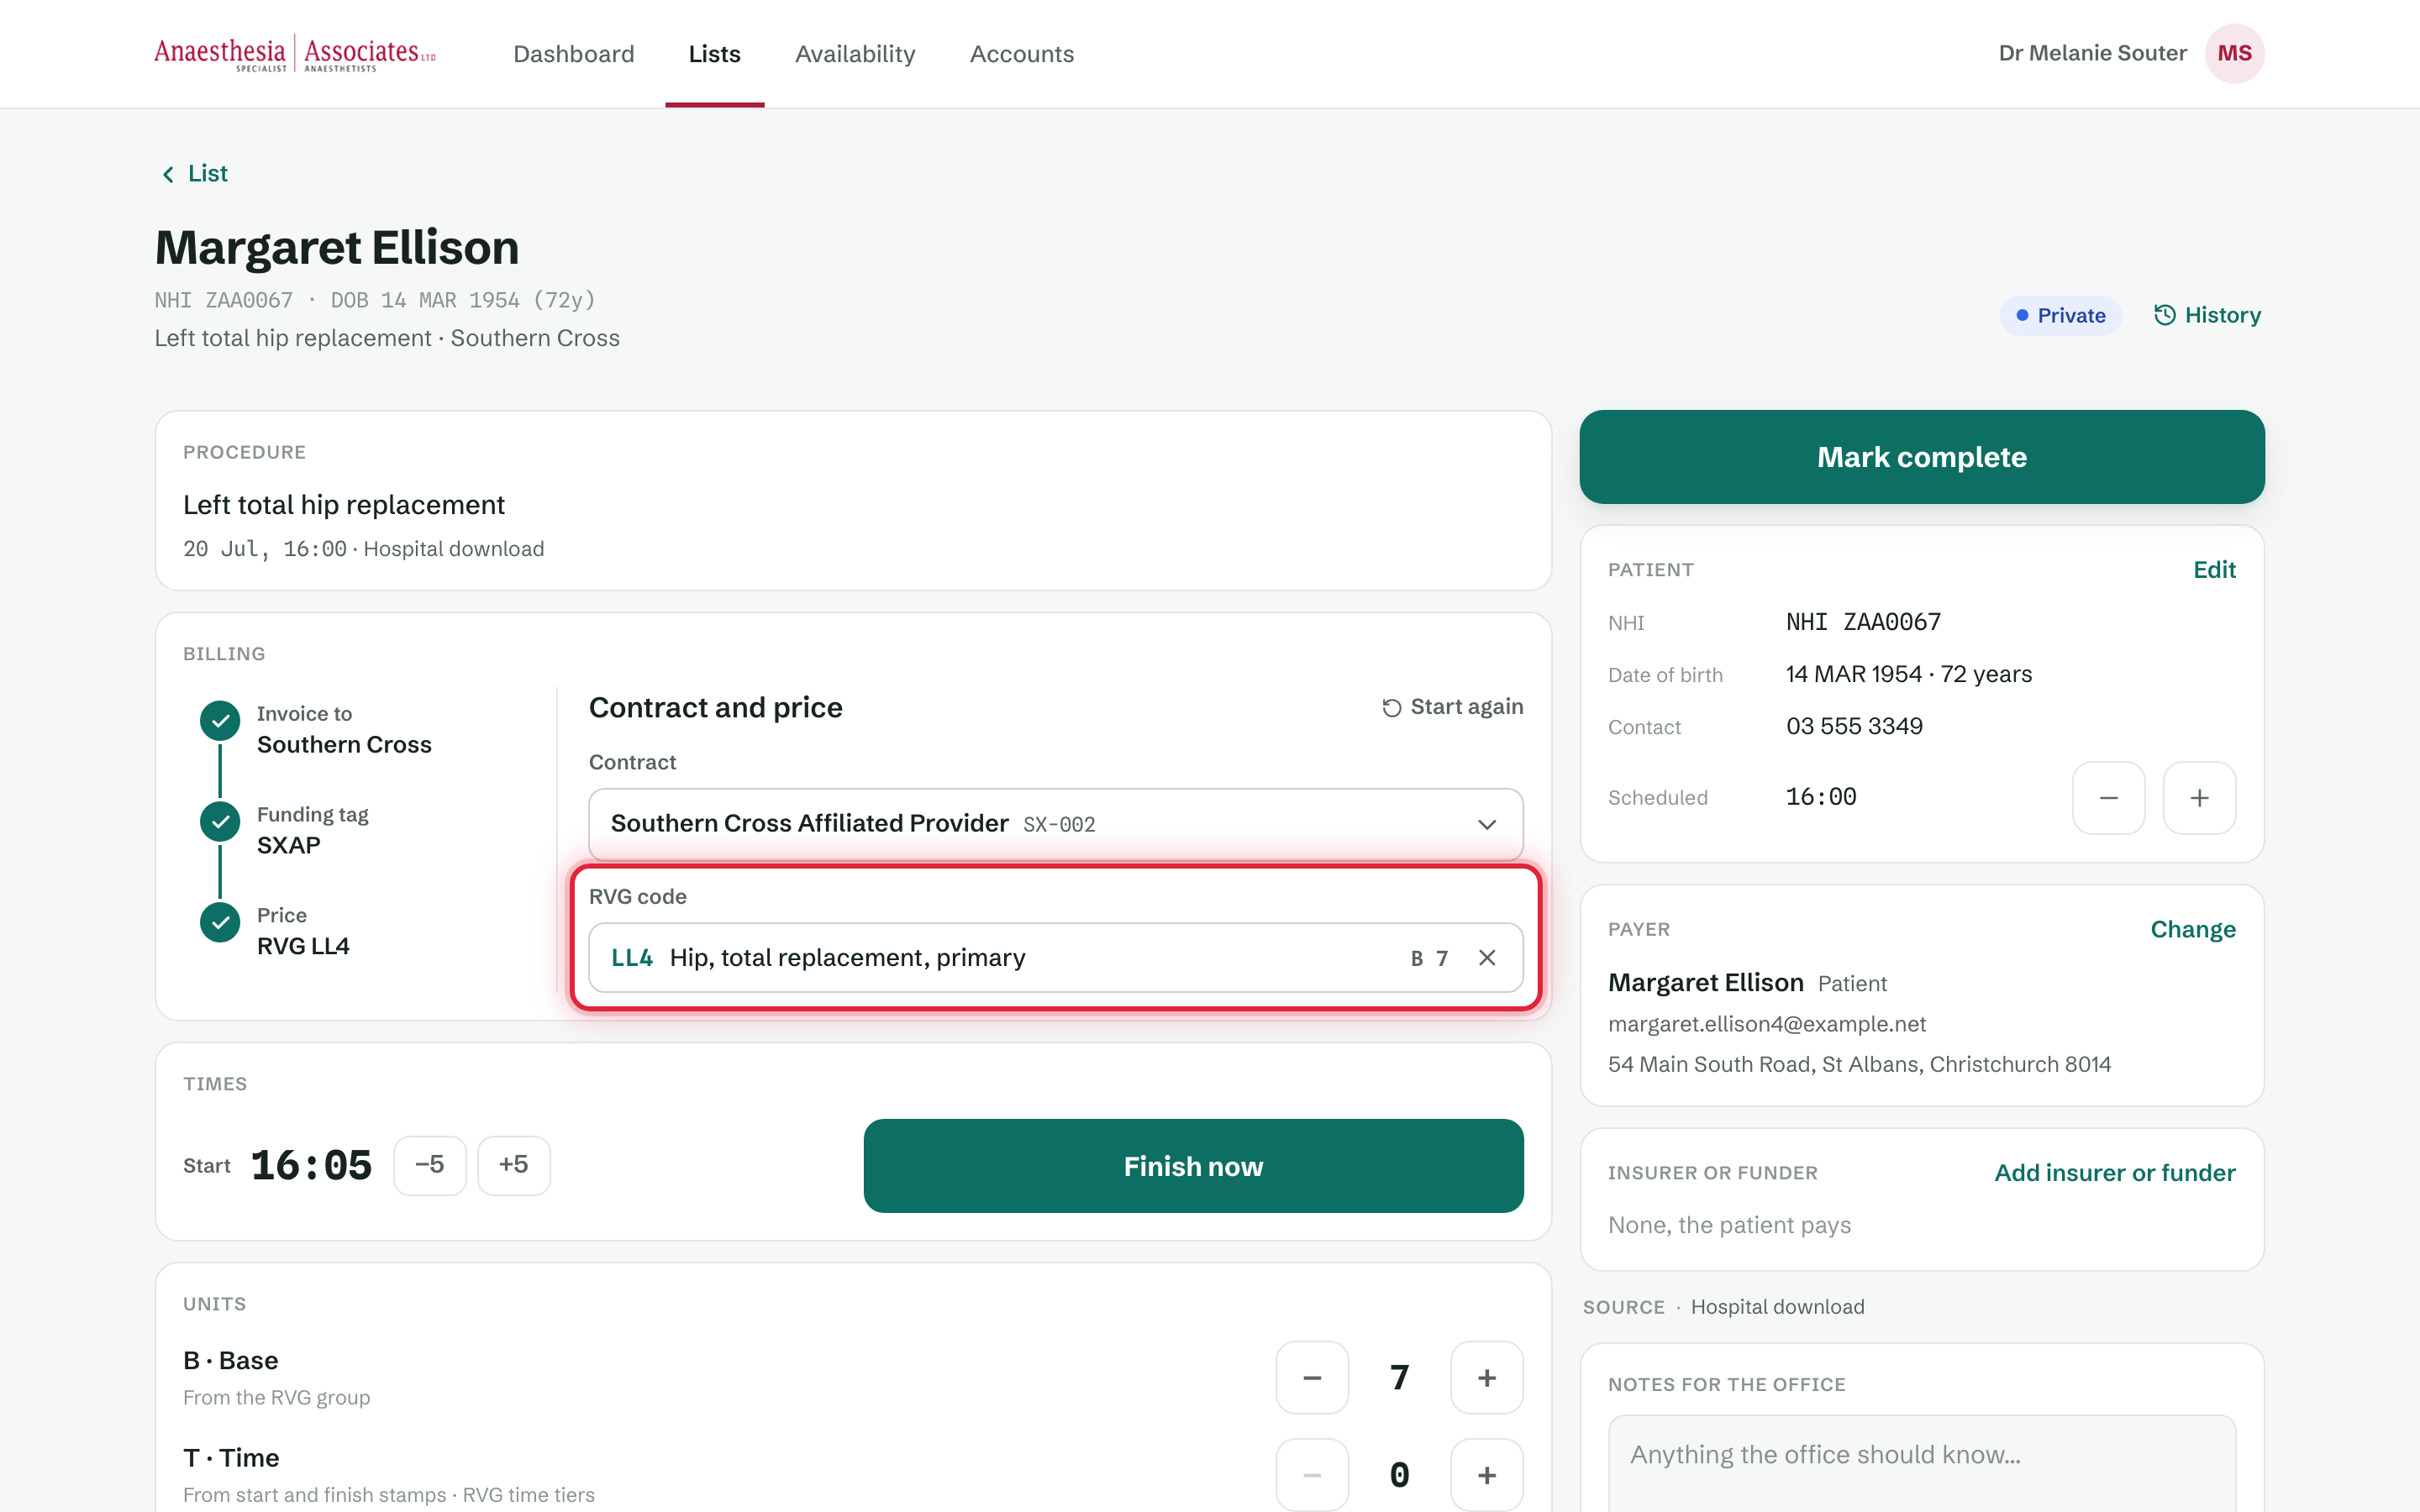 Anaesthesia Associates LTD
SPECIALIST ANAESTHETISTS
Dashboard
Lists
Availability
Accounts
Dr Melanie Souter
MS
List
Margaret Ellison
NHI ZAA0067 · DOB 14 MAR 1954 (72y)
Left total hip replacement · Southern Cross
Private
History
PROCEDURE
Left total hip replacement
20 Jul, 16:00 · Hospital download
BILLING
Invoice to
Southern Cross
Funding tag
SXAP
Price
RVG LL4
Contract and price
Start again
Contract
Southern Cross Affiliated Provider SX-002
RVG code
LL4 Hip, total replacement, primary B 7
TIMES
Start 16:05 −5 +5
Finish now
UNITS
B · Base
From the RVG group
− 7 +
T · Time
From start and finish stamps · RVG time tiers
− 0 +
Mark complete
PATIENT
Edit
NHI NHI ZAA0067
Date of birth 14 MAR 1954 · 72 years
Contact 03 555 3349
Scheduled 16:00 − +
PAYER
Change
Margaret Ellison Patient
margaret.ellison4@example.net
54 Main South Road, St Albans, Christchurch 8014
INSURER OR FUNDER
Add insurer or funder
None, the patient pays
SOURCE · Hospital download
NOTES FOR THE OFFICE
Anything the office should know...